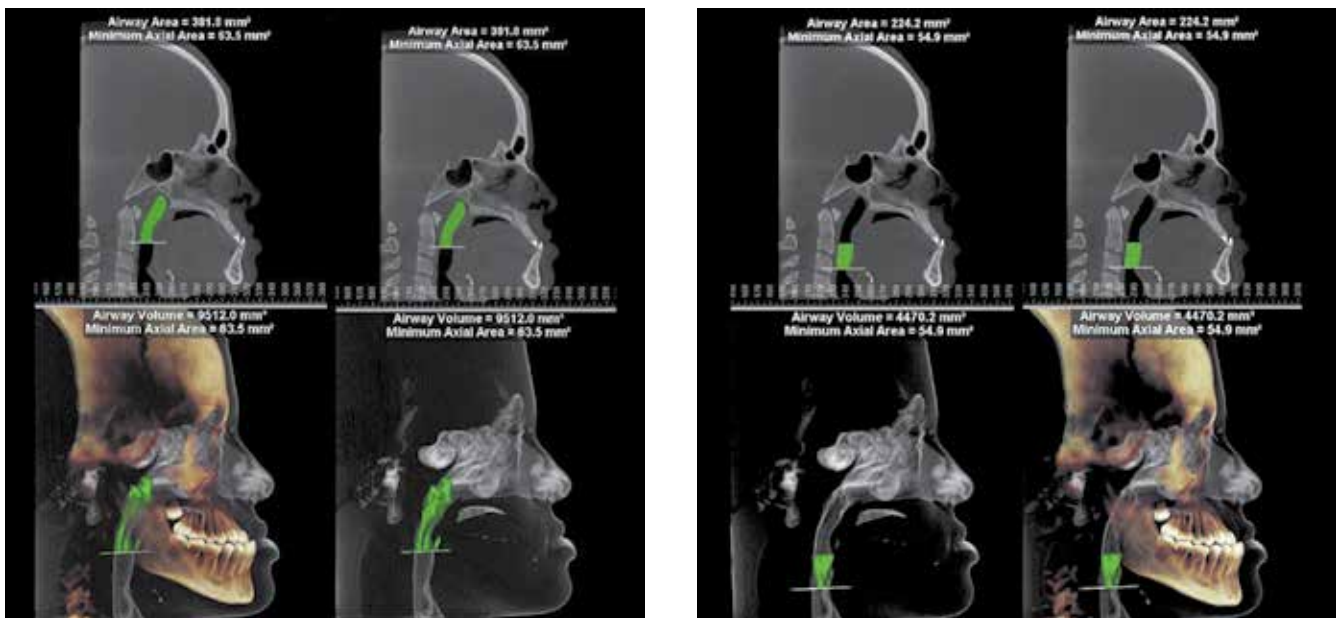 Airway Area = 381.8 mm²
Minimum Axial Area = 63.5 mm²
Airway Area = 381.8 mm²
Minimum Axial Area = 63.5 mm²
Airway Volume = 9512.0 mm³
Minimum Axial Area = 63.5 mm²
Airway Volume = 9512.0 mm³
Minimum Axial Area = 63.5 mm²
Airway Area = 224.2 mm²
Minimum Axial Area = 54.9 mm²
Airway Area = 224.2 mm²
Minimum Axial Area = 54.9 mm²
Airway Volume = 4470.2 mm³
Minimum Axial Area = 54.9 mm²
Airway Volume = 4470.2 mm³
Minimum Axial Area = 54.9 mm²